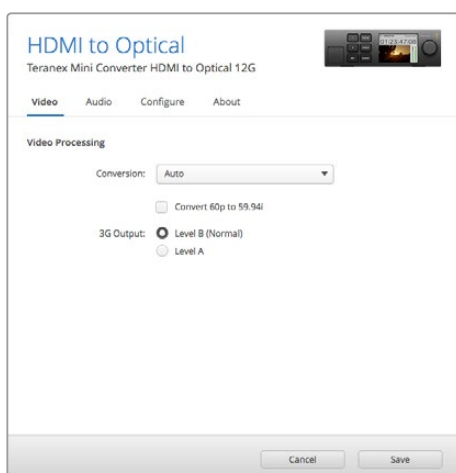 HDMI to Optical
Teranex Mini Converter HDMI to Optical 12G
Video Audio Configure About
Video Processing
Conversion: Auto
Convert 60p to 59.94i
3G Output: Level B (Normal)
Level A
Cancel Save